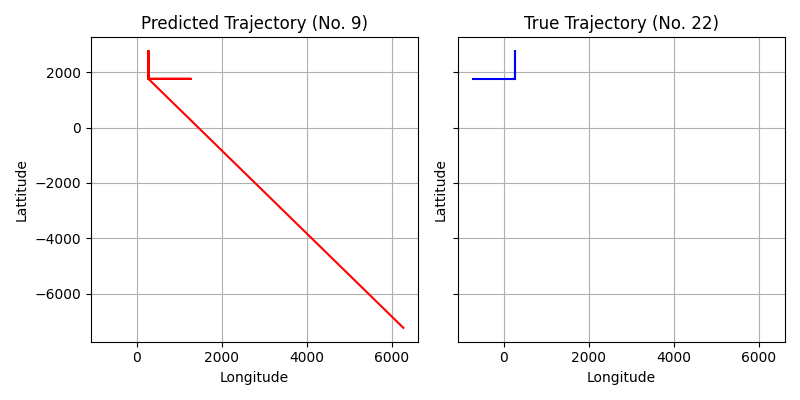 Predicted Trajectory (No. 9)
True Trajectory (No. 22)
Lattitude
2000
0
−2000
−4000
−6000
0
2000
4000
6000
Longitude
Lattitude
0
2000
4000
6000
Longitude